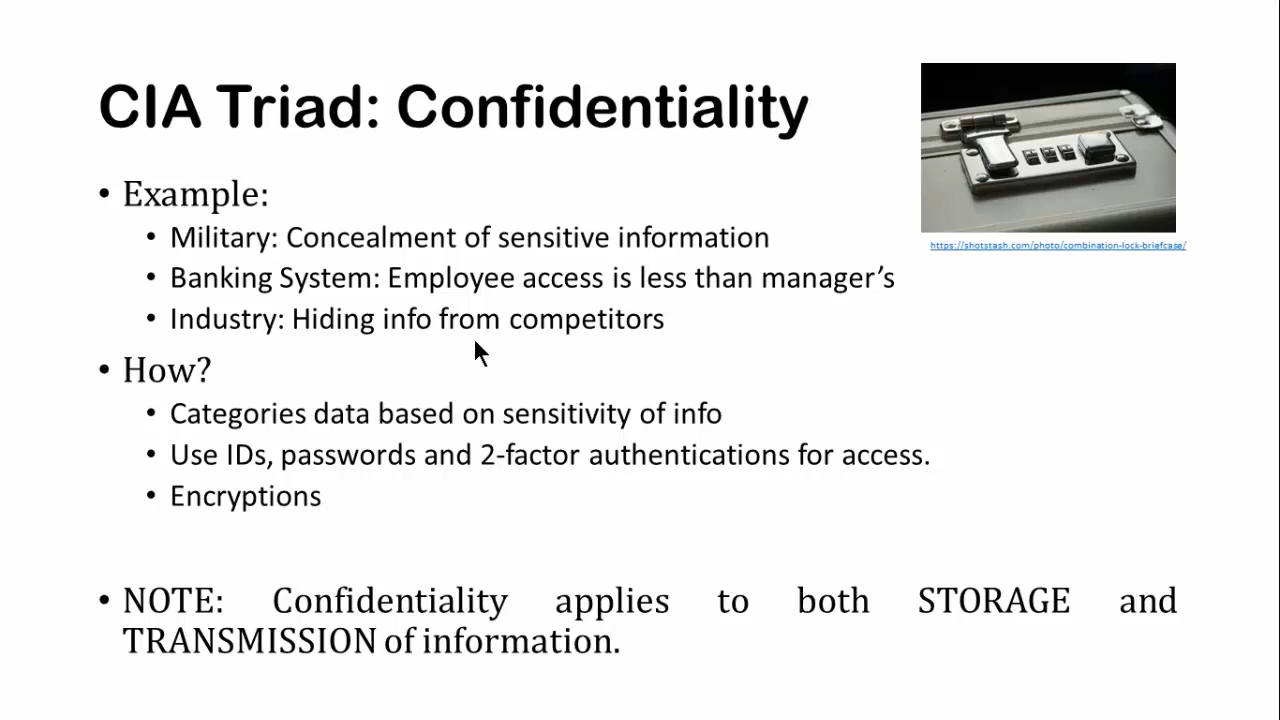 CIA Triad: Confidentiality
https://shotstash.com/photo/combination-lock-briefcase/
• Example:
• Military: Concealment of sensitive information
• Banking System: Employee access is less than manager’s
• Industry: Hiding info from competitors
• How?
• Categories data based on sensitivity of info
• Use IDs, passwords and 2-factor authentications for access.
• Encryptions
• NOTE: Confidentiality applies to both STORAGE and
TRANSMISSION of information.